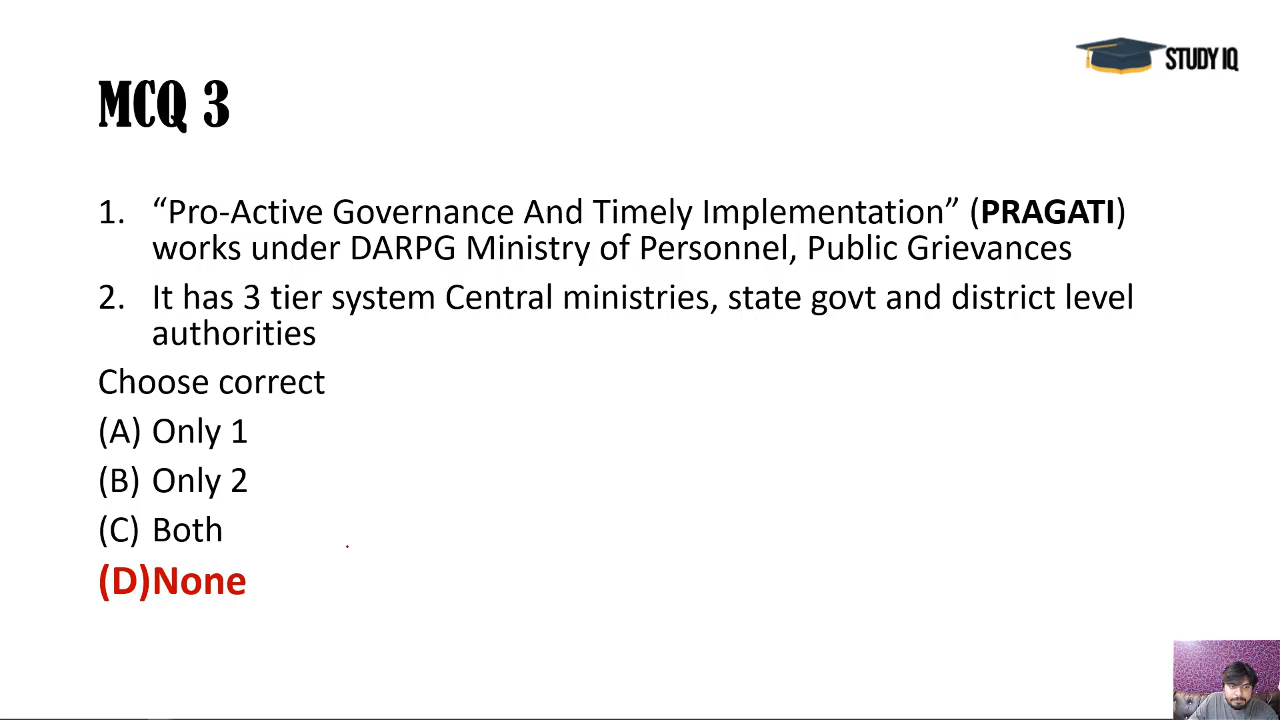 STUDY IQ
MCQ 3
1. “Pro-Active Governance And Timely Implementation” (PRAGATI)
works under DARPG Ministry of Personnel, Public Grievances
2. It has 3 tier system Central ministries, state govt and district level
authorities
Choose correct
(A) Only 1
(B) Only 2
(C) Both
(D)None